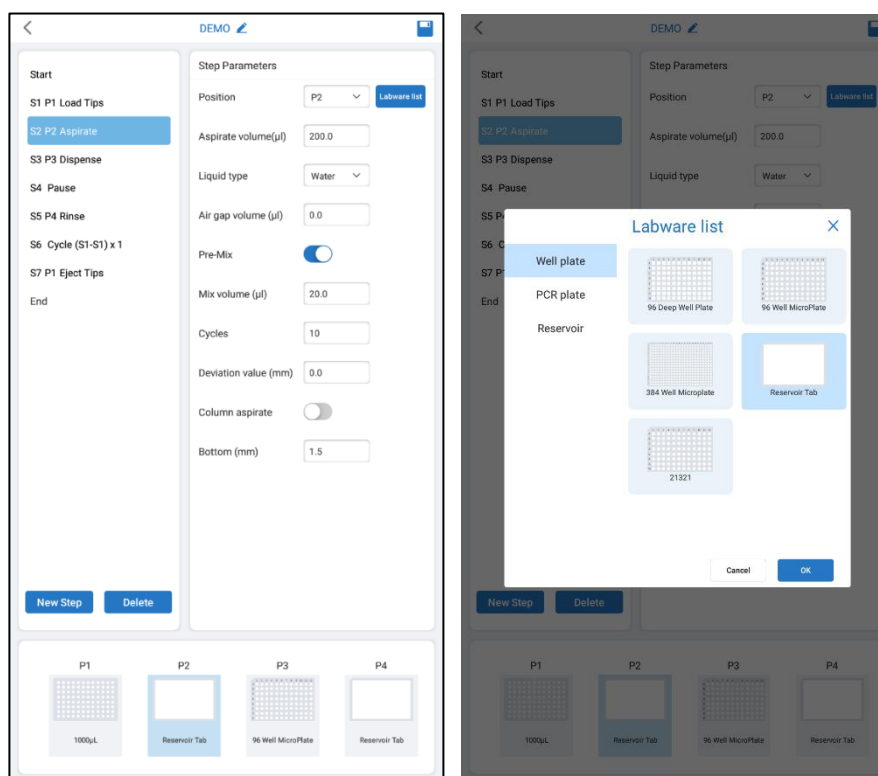 DEMO
Start
S1 P1 Load Tips
S2 P2 Aspirate
S3 P3 Dispense
S4 Pause
S5 P4 Rinse
S6 Cycle (S1-S1) x 1
S7 P1 Eject Tips
End
New Step Delete
Step Parameters
Position P2 Labware list
Aspirate volume(µl) 200.0
Liquid type Water
Air gap volume (µl) 0.0
Pre-Mix
Mix volume (µl) 20.0
Cycles 10
Deviation value (mm) 0.0
Column aspirate
Bottom (mm) 1.5
P1 P2 P3 P4
1000µL Reservoir Tab 96 Well MicroPlate Reservoir Tab
DEMO
Start
S1 P1 Load Tips
S2 P2 Aspirate
S3 P3 Dispense
S4 Pause
S5 P
S6 C
S7 P
End
New Step Delete
Step Parameters
Position P2 Labware list
Aspirate volume(µl) 200.0
Liquid type Water
Labware list
Well plate
PCR plate
Reservoir
96 Deep Well Plate 96 Well MicroPlate
384 Well Microplate Reservoir Tab
21321
Cancel OK
P1 P2 P3 P4
1000µL Reservoir Tab 96 Well MicroPlate Reservoir Tab